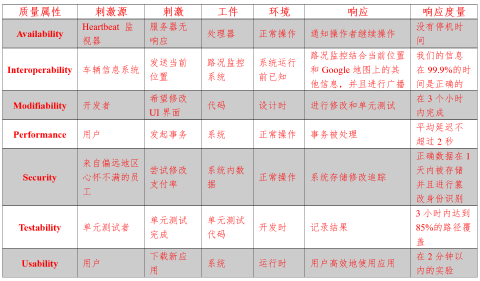 质量属性 刺激源 刺激 工件 环境 响应 响应度量
Availability Heartbeat 监视器 服务器无响应 处理器 正常操作 通知操作者继续操作 没有停机时间
Interoperability 车辆信息系统 发送当前位置 路况监控系统 系统运行前已知 路况监控结合当前位置和 Google 地图上的其他信息，并且进行广播 我们的信息在 99.9%的时间是正确的
Modifiability 开发者 希望修改 UI 界面 代码 设计时 进行修改和单元测试 在 3 个小时内完成
Performance 用户 发起事务 系统 正常操作 事务被处理 平均延迟不超过 2 秒
Security 来自偏远地区心怀不满的员工 尝试修改支付率 系统内数据 正常操作 系统存储修改追踪 正确数据在 1 天内被存储并且进行篡改身份识别
Testability 单元测试者 单元测试完成 单元测试代码 开发时 记录结果 3 小时内达到 85%的路径覆盖
Usability 用户 下载新应用 系统 运行时 用户高效地使用应用 在 2 分钟以内的实验